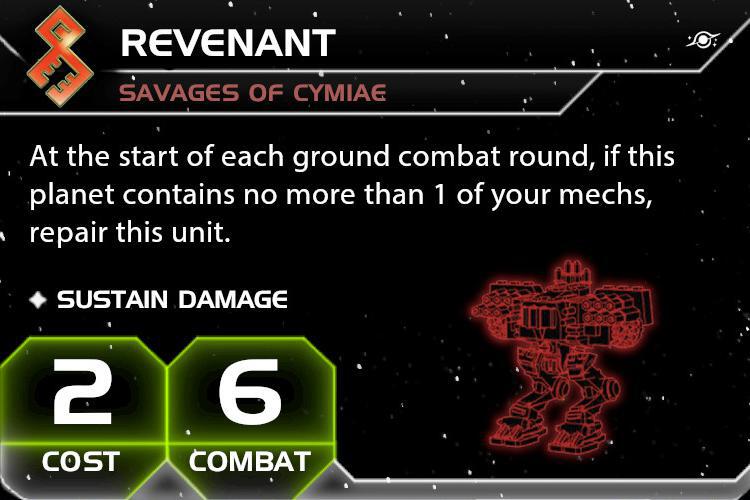 REVENANT
SAVAGES OF CYMIAE
At the start of each ground combat round, if this
planet contains no more than 1 of your mechs,
repair this unit.
SUSTAIN DAMAGE
2 6
COST COMBAT